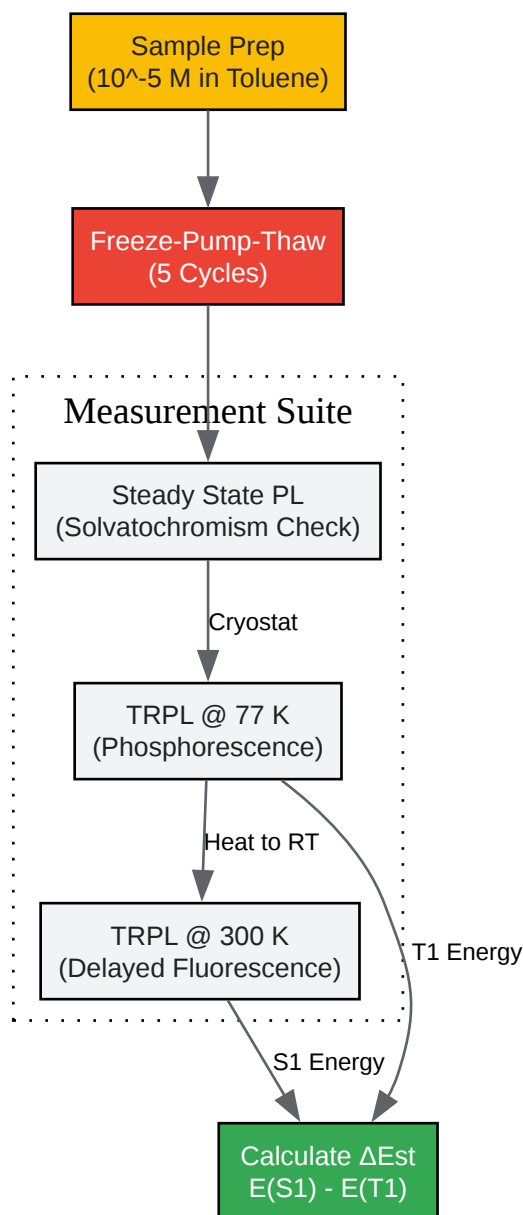 Sample Prep
(10^-5 M in Toluene)
Freeze-Pump-Thaw
(5 Cycles)
Measurement Suite
Steady State PL
(Solvatochromism Check)
Cryostat
TRPL @ 77 K
(Phosphorescence)
Heat to RT
TRPL @ 300 K
(Delayed Fluorescence)
T1 Energy
S1 Energy
Calculate ΔEst
E(S1) - E(T1)